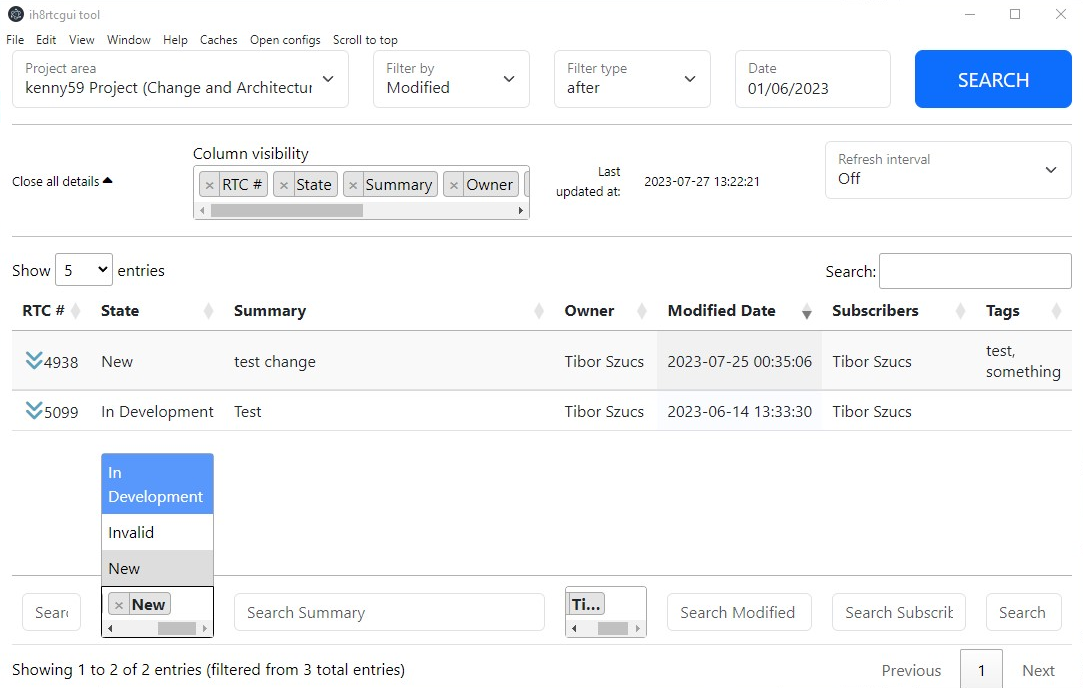 ih8rtcgui tool
File Edit View Window Help Caches Open configs Scroll to top
Project area
kenny59 Project (Change and Architectur
Filter by
Modified
Filter type
after
Date
01/06/2023
SEARCH
Close all details
Column visibility
× RTC # × State × Summary × Owner
Last
updated at:
2023-07-27 13:22:21
Refresh interval
Off
Show 5 entries
Search:
RTC # State Summary Owner Modified Date Subscribers Tags
4938 New test change Tibor Szucs 2023-07-25 00:35:06 Tibor Szucs test,
something
5099 In Development Test Tibor Szucs 2023-06-14 13:33:30 Tibor Szucs
In
Development
Invalid
New
Search × New Search Summary Ti... Search Modified Search Subscrib Search
Showing 1 to 2 of 2 entries (filtered from 3 total entries)
Previous 1 Next